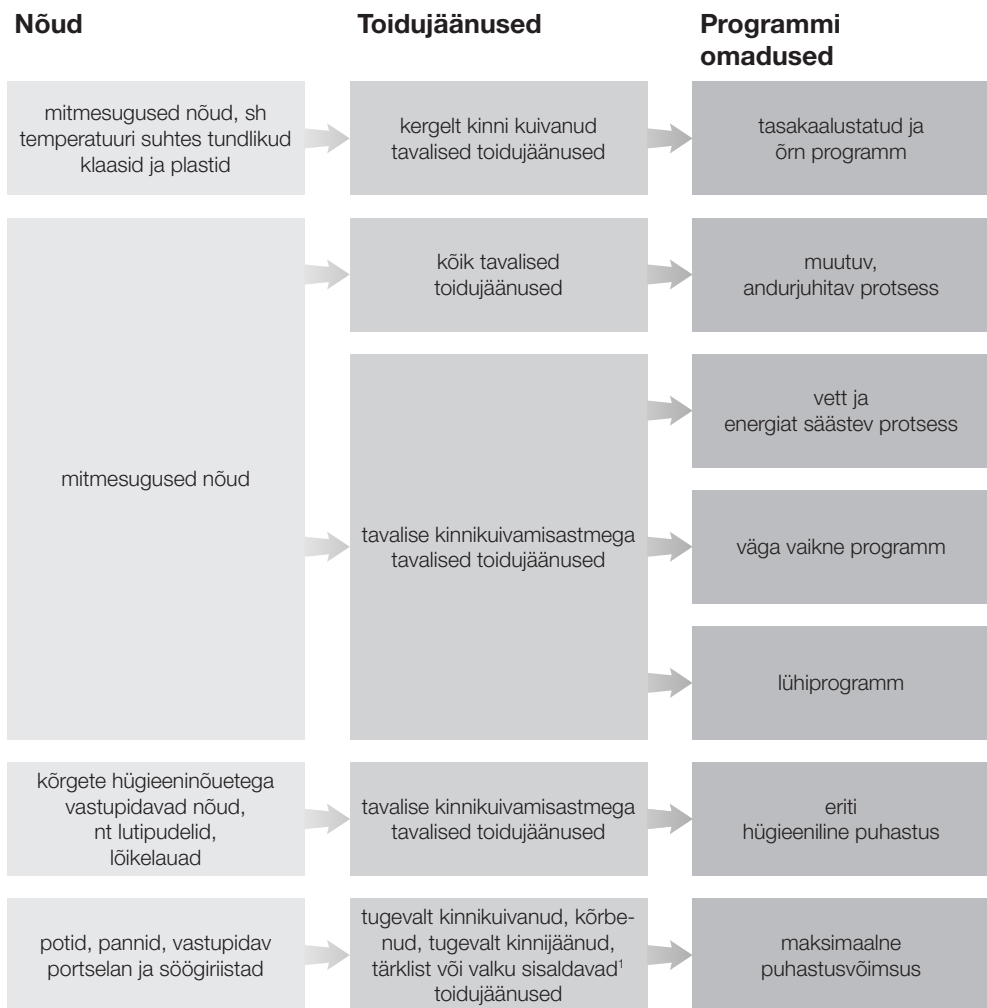 Nõud
Toidujäänused
Programmi
omadused
mitmesugused nõud, sh
temperatuuri suhtes tundlikud
klaasid ja plastid
kergelt kinni kuivanud
tavalised toidujäänused
tasakaalustatud ja
õrn programm
mitmesugused nõud
kõik tavalised
toidujäänused
muutuv,
andurjuhitav protsess
tavalise kinnikuivamisastmega
tavalised toidujäänused
vett ja
energiat säästev protsess
väga vaikne programm
lühiprogramm
kõrgete hügieeninõuetega
vastupidavad nõud,
nt lutipudelid,
lõikelauad
tavalise kinnikuivamisastmega
tavalised toidujäänused
eriti
hügieeniline puhastus
potid, pannid, vastupidav
portselan ja söögiriistad
tugevalt kinnikuivanud, kõrbe-
nud, tugevalt kinnijäänud,
tärklist või valku sisaldavad¹
toidujäänused
maksimaalne
puhastusvõimsus